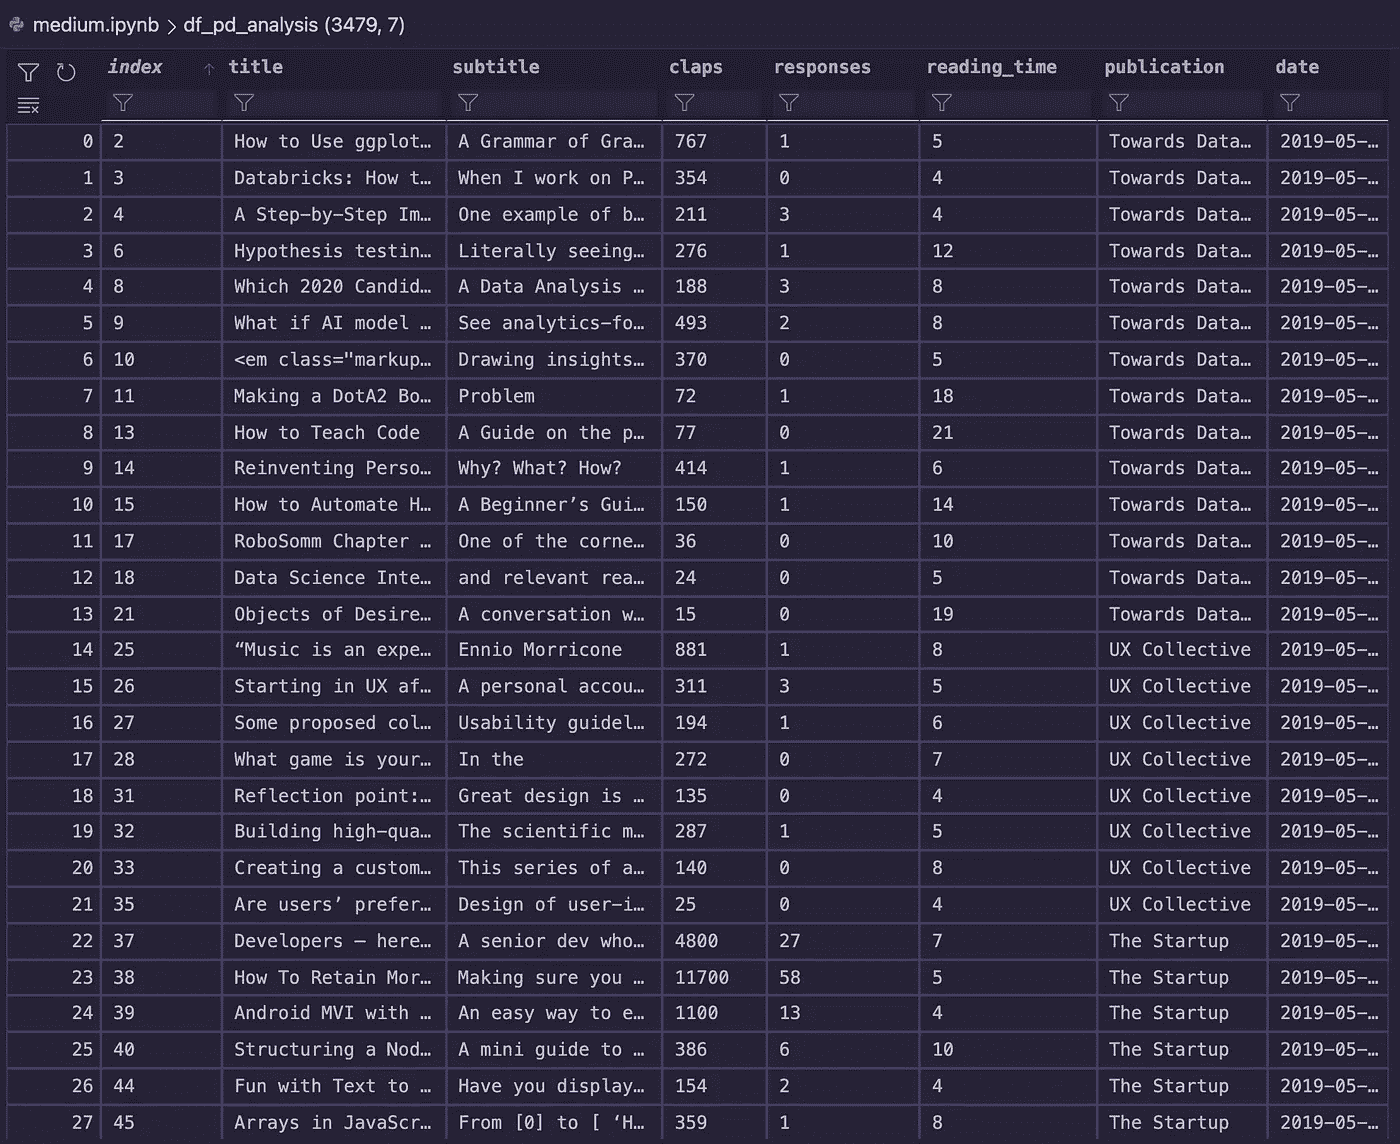 medium.ipynb > df_pd_analysis (3479, 7)
index title subtitle claps responses reading_time publication date
0 2 How to Use ggplot… A Grammar of Gra… 767 1 5 Towards Data… 2019-05-…
1 3 Databricks: How t… When I work on P… 354 0 4 Towards Data… 2019-05-…
2 4 A Step-by-Step Im… One example of b… 211 3 4 Towards Data… 2019-05-…
3 6 Hypothesis testin… Literally seeing… 276 1 12 Towards Data… 2019-05-…
4 8 Which 2020 Candid… A Data Analysis … 188 3 8 Towards Data… 2019-05-…
5 9 What if AI model … See analytics-fo… 493 2 8 Towards Data… 2019-05-…
6 10 <em class="markup… Drawing insights… 370 0 5 Towards Data… 2019-05-…
7 11 Making a DotA2 Bo… Problem 72 1 18 Towards Data… 2019-05-…
8 13 How to Teach Code A Guide on the p… 77 0 21 Towards Data… 2019-05-…
9 14 Reinventing Perso… Why? What? How? 414 1 6 Towards Data… 2019-05-…
10 15 How to Automate H… A Beginner’s Gui… 150 1 14 Towards Data… 2019-05-…
11 17 RoboSomm Chapter … One of the corne… 36 0 10 Towards Data… 2019-05-…
12 18 Data Science Inte… and relevant rea… 24 0 5 Towards Data… 2019-05-…
13 21 Objects of Desire… A conversation w… 15 0 19 Towards Data… 2019-05-…
14 25 “Music is an expe… Ennio Morricone 881 1 8 UX Collective 2019-05-…
15 26 Starting in UX af… A personal accou… 311 3 5 UX Collective 2019-05-…
16 27 Some proposed col… Usability guidel… 194 1 6 UX Collective 2019-05-…
17 28 What game is your… In the 272 0 7 UX Collective 2019-05-…
18 31 Reflection point:… Great design is … 135 0 4 UX Collective 2019-05-…
19 32 Building high-qua… The scientific m… 287 1 5 UX Collective 2019-05-…
20 33 Creating a custom… This series of a… 140 0 8 UX Collective 2019-05-…
21 35 Are users’ prefer… Design of user-i… 25 0 4 UX Collective 2019-05-…
22 37 Developers — here… A senior dev who… 4800 27 7 The Startup 2019-05-…
23 38 How To Retain Mor… Making sure you … 11700 58 5 The Startup 2019-05-…
24 39 Android MVI with … An easy way to e… 1100 13 4 The Startup 2019-05-…
25 40 Structuring a Nod… A mini guide to … 386 6 10 The Startup 2019-05-…
26 44 Fun with Text to … Have you display… 154 2 4 The Startup 2019-05-…
27 45 Arrays in JavaScr… From [0] to [ ‘H… 359 1 8 The Startup 2019-05-…